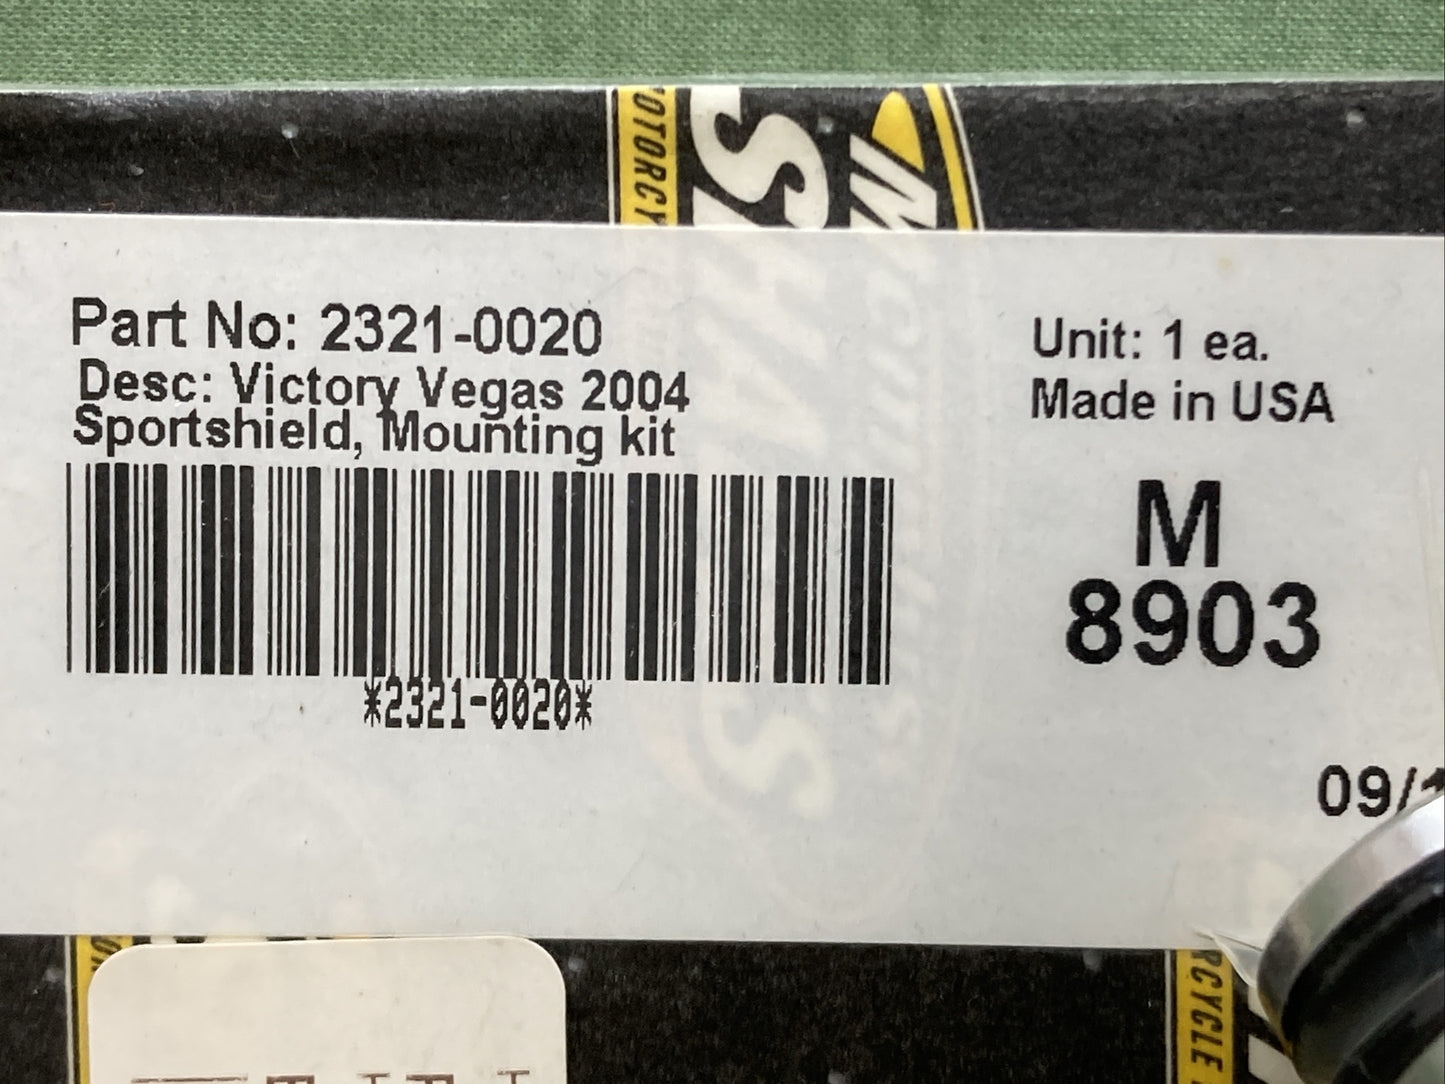 Part No: 2321-0020
Desc: Victory Vegas 2004
Sportshield, Mounting kit
*2321-0020*
Unit: 1 ea.
Made in USA
M
8903
09/